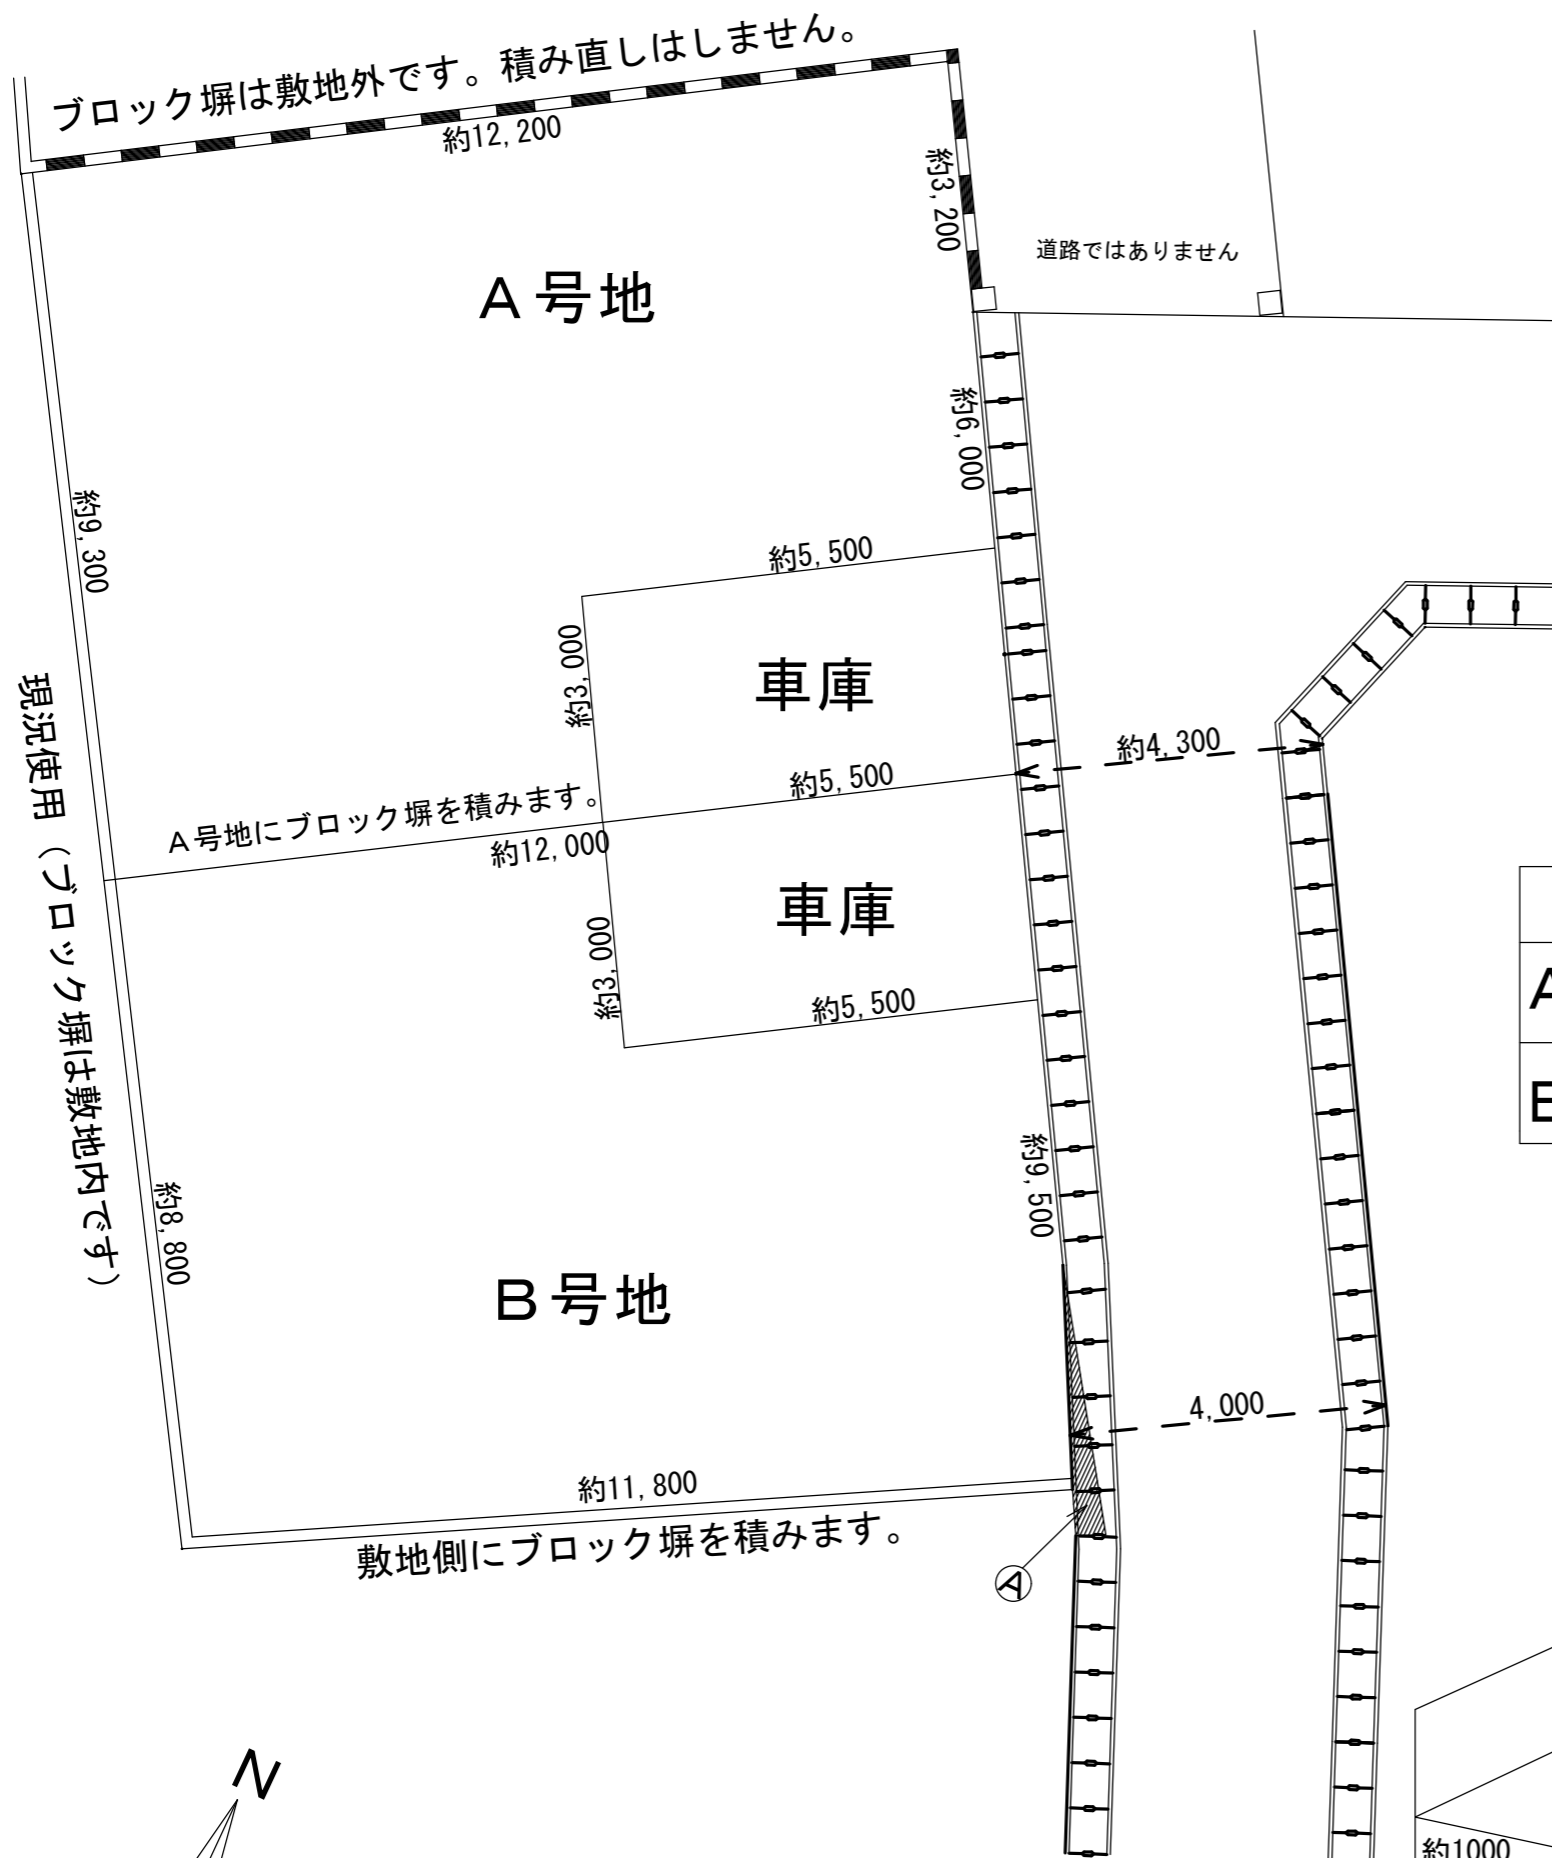 ブロック塀は敷地外です。積み直しはしません。
約12,200
約3,200
道路ではありません
A号地
約6,000
約9,300
約5,500
約3,000
車庫
約4,300
現況使用（ブロック塀は敷地内です）
A号地にブロック塀を積みます。
約5,500
約12,000
車庫
約3,000
約5,500
A
B
約9,500
約8,800
B号地
4,000
約11,800
敷地側にブロック塀を積みます。
Ⓐ
N
約1000